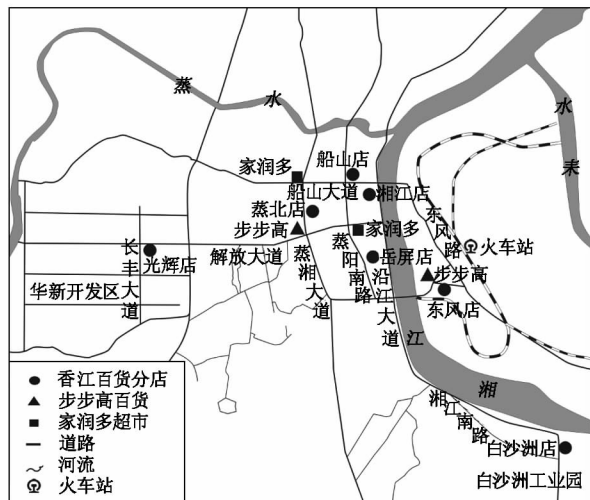 蒸
水
水
耒
家润多
船山店
船山大道
湘江店
蒸北店
步步高
家润多
东风路
火车站
长丰大道
光辉店
解放大道
蒸湘大道
蒸阳南路
岳屏店
沿江大道
步步高
东风店
华新开发区
江
湘
湘江南路
白沙洲店
白沙洲工业园
香江百货分店
步步高百货
家润多超市
道路
河流
火车站